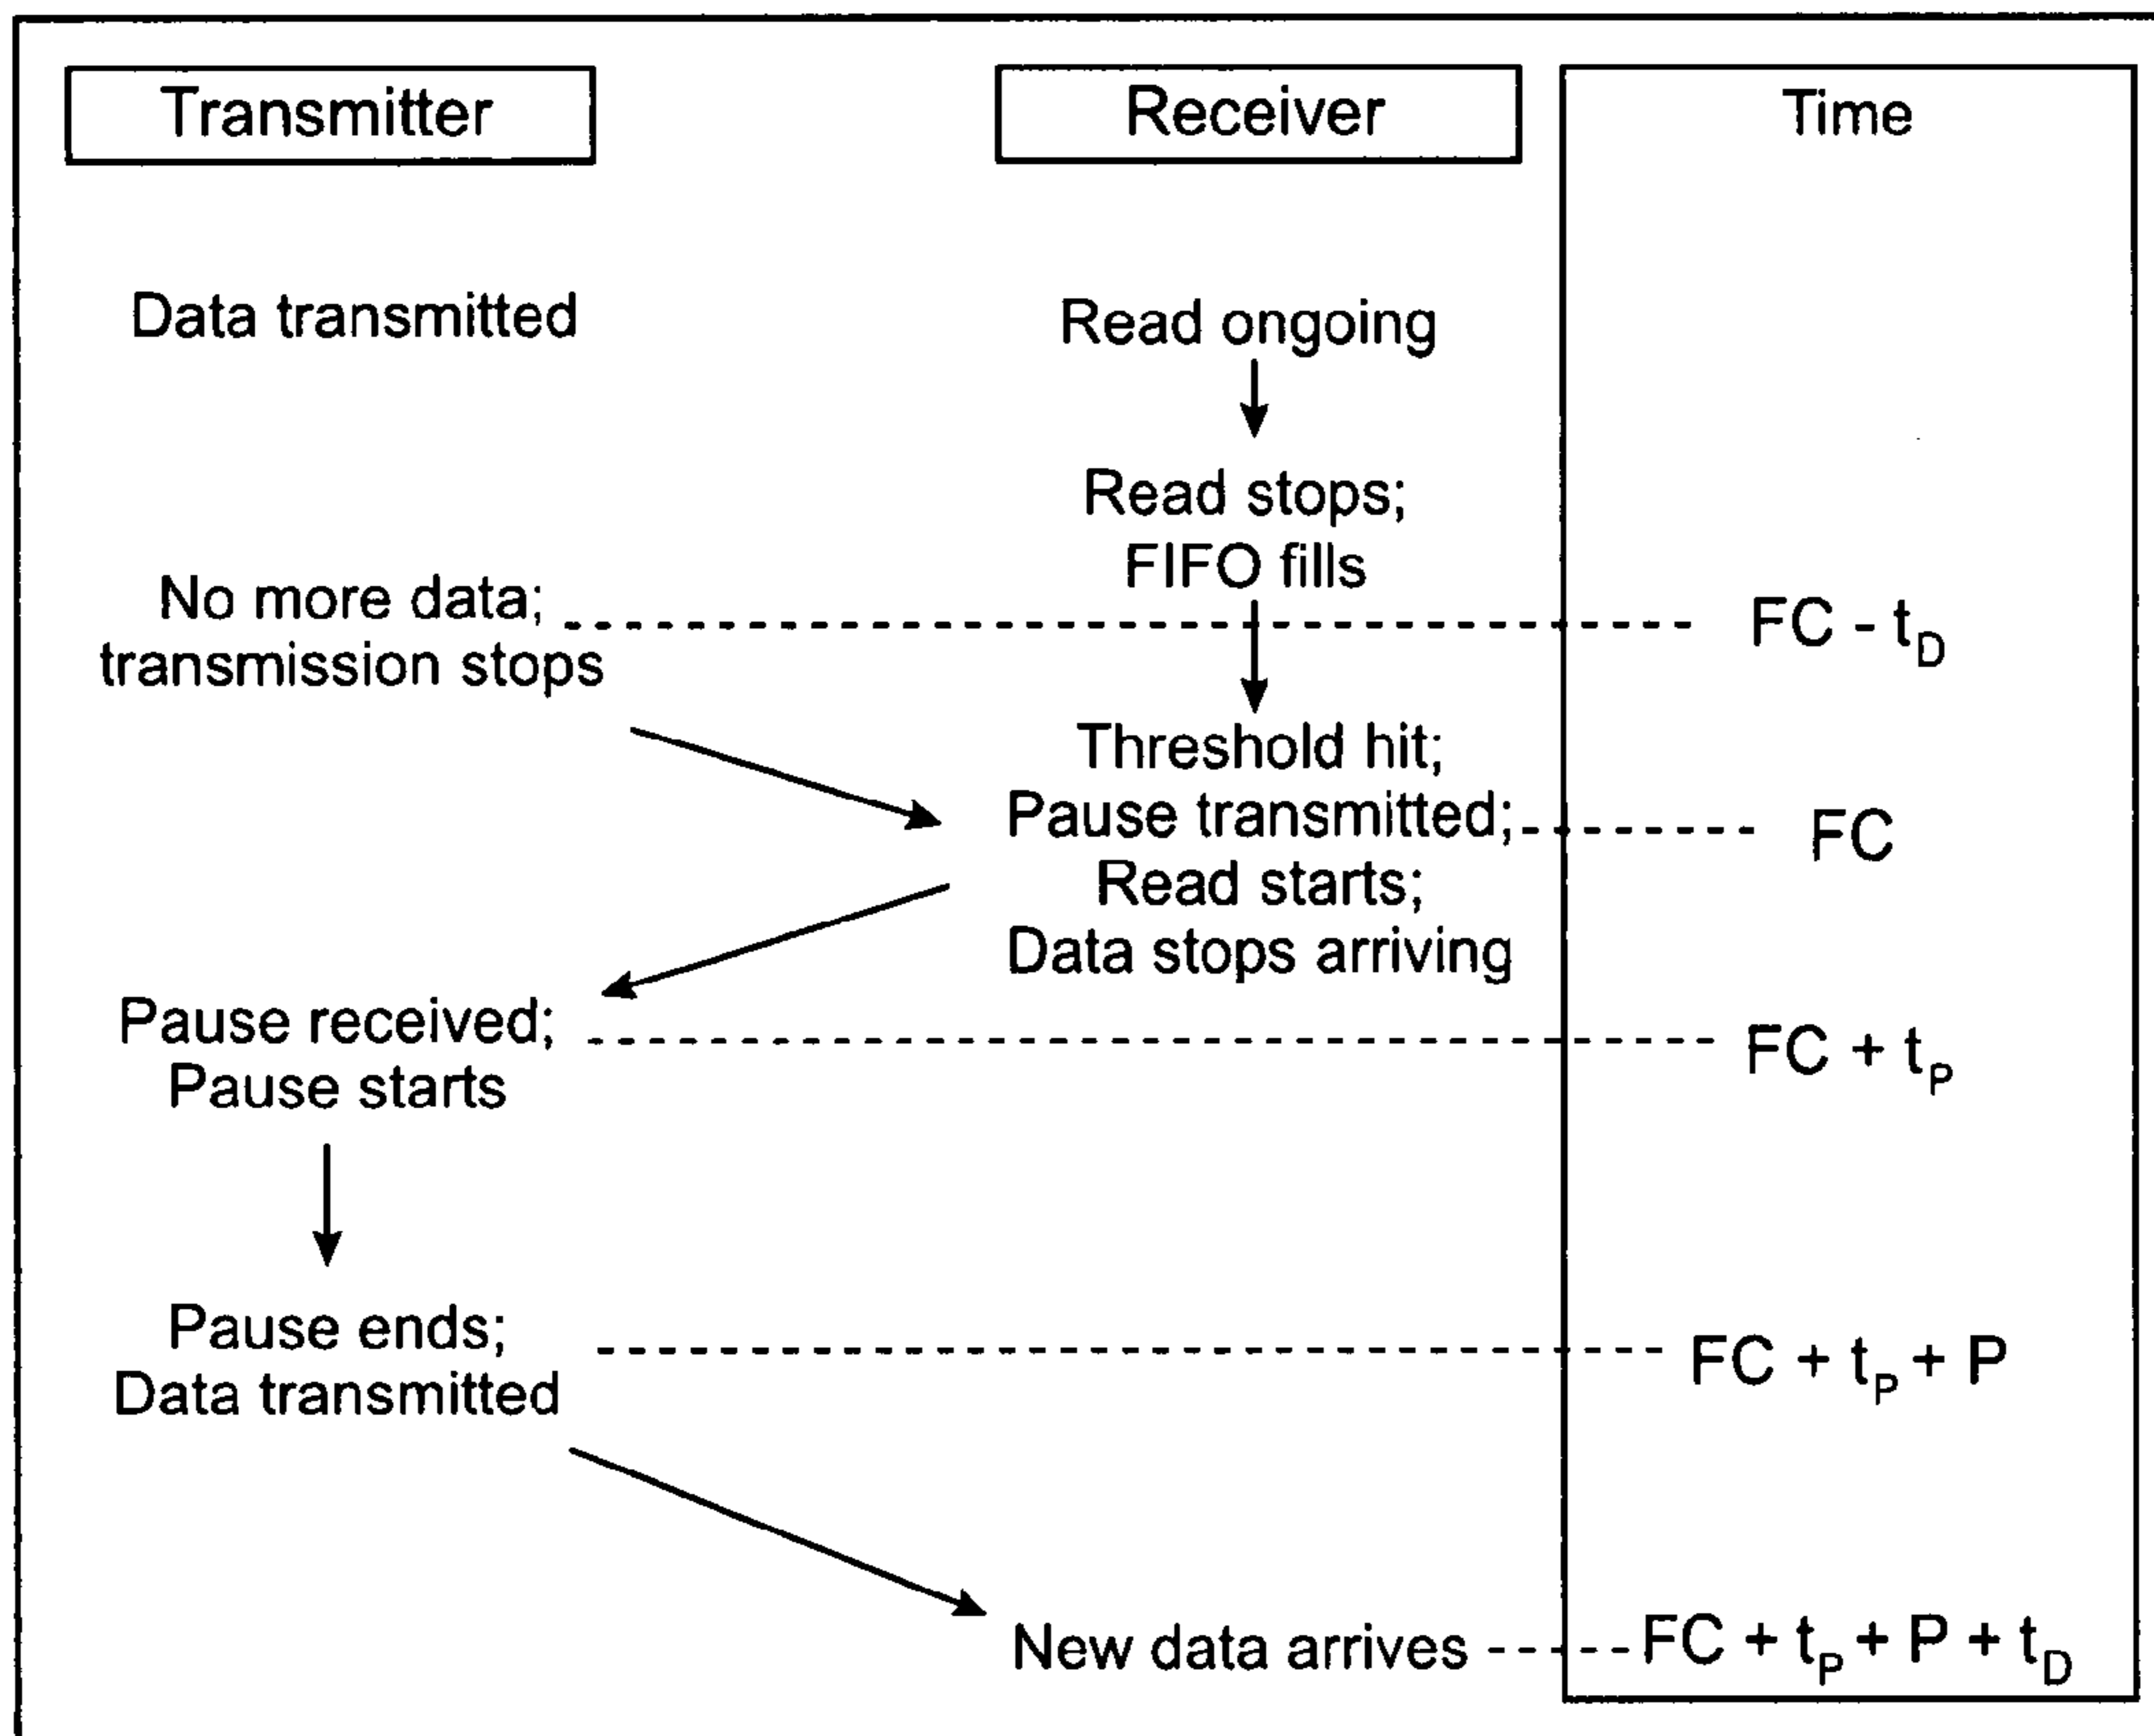 Transmitter
Receiver
Time
Data transmitted
Read ongoing
Read stops;
FIFO fills
No more data;
transmission stops
FC - tD
Threshold hit;
Pause transmitted;
Read starts;
Data stops arriving
FC
Pause received;
Pause starts
FC + tP
Pause ends;
Data transmitted
FC + tP + P
New data arrives
FC + tP + P + tD